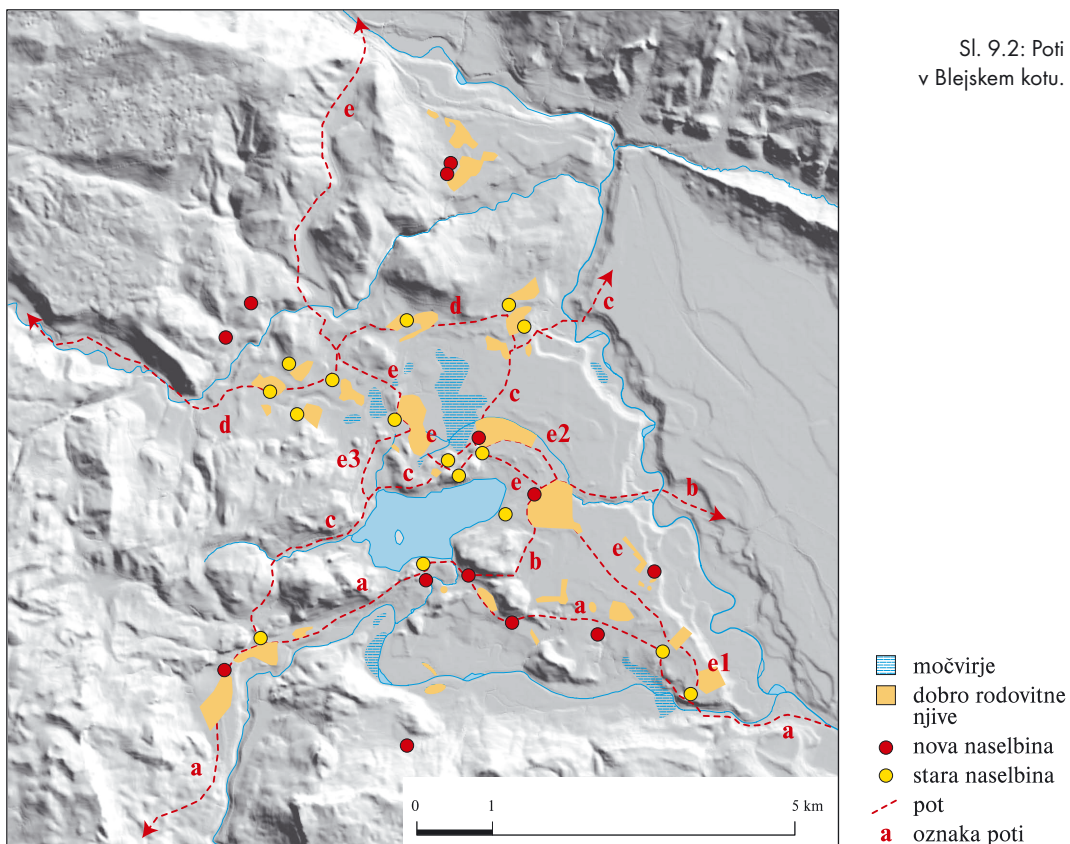 Sl. 9.2: Poti
v Blejskem kotu.
e
c
d
e
c
d
e
e2
e3
c
e
b
c
b
e
a
a
e1
a
a
0 1 5 km
močvirje
dobro rodovitne
njive
nova naselbina
stara naselbina
pot
a oznaka poti